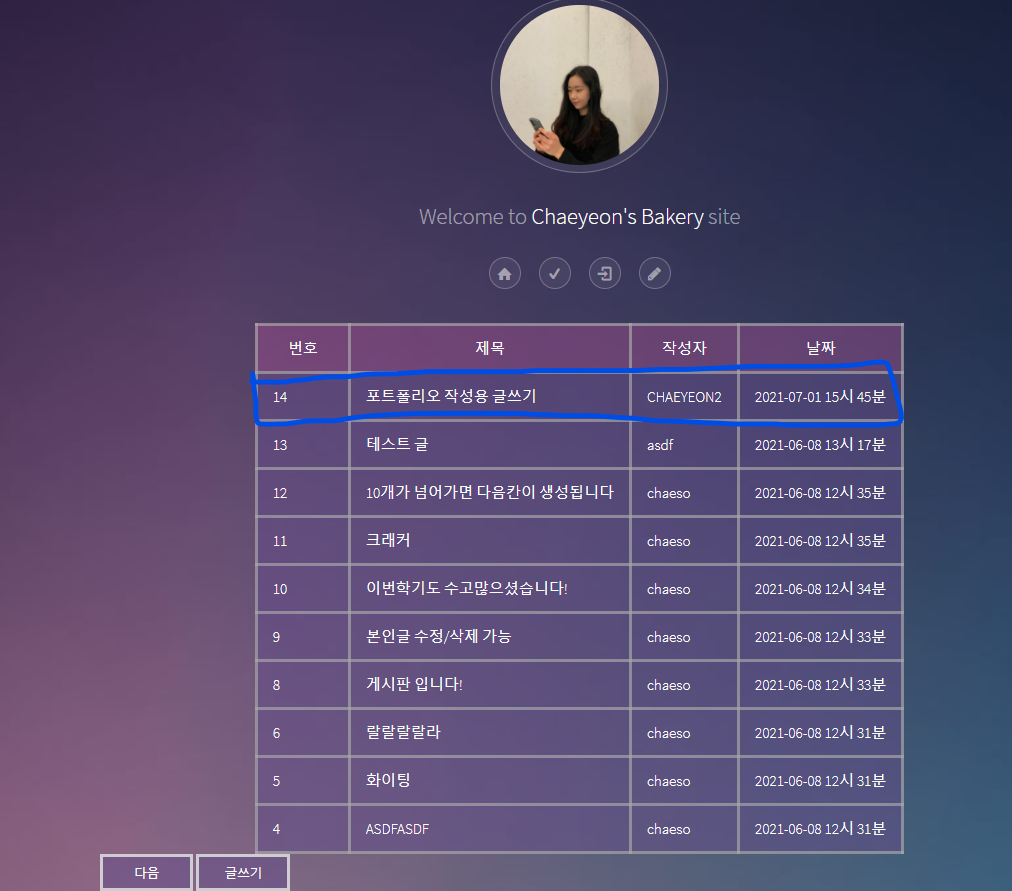 Welcome to Chaeyeon's Bakery site
번호 제목 작성자 날짜
14 포트폴리오 작성용 글쓰기 CHAEYEON2 2021-07-01 15시 45분
13 테스트 글 asdf 2021-06-08 13시 17분
12 10개가 넘어가면 다음칸이 생성됩니다 chaeso 2021-06-08 12시 35분
11 크래커 chaeso 2021-06-08 12시 35분
10 이번학기도 수고많으셨습니다! chaeso 2021-06-08 12시 34분
9 본인글 수정/삭제 가능 chaeso 2021-06-08 12시 33분
8 게시판 입니다! chaeso 2021-06-08 12시 33분
6 랄랄랄랄라 chaeso 2021-06-08 12시 31분
5 화이팅 chaeso 2021-06-08 12시 31분
4 ASDFASDF chaeso 2021-06-08 12시 31분
다음 글쓰기